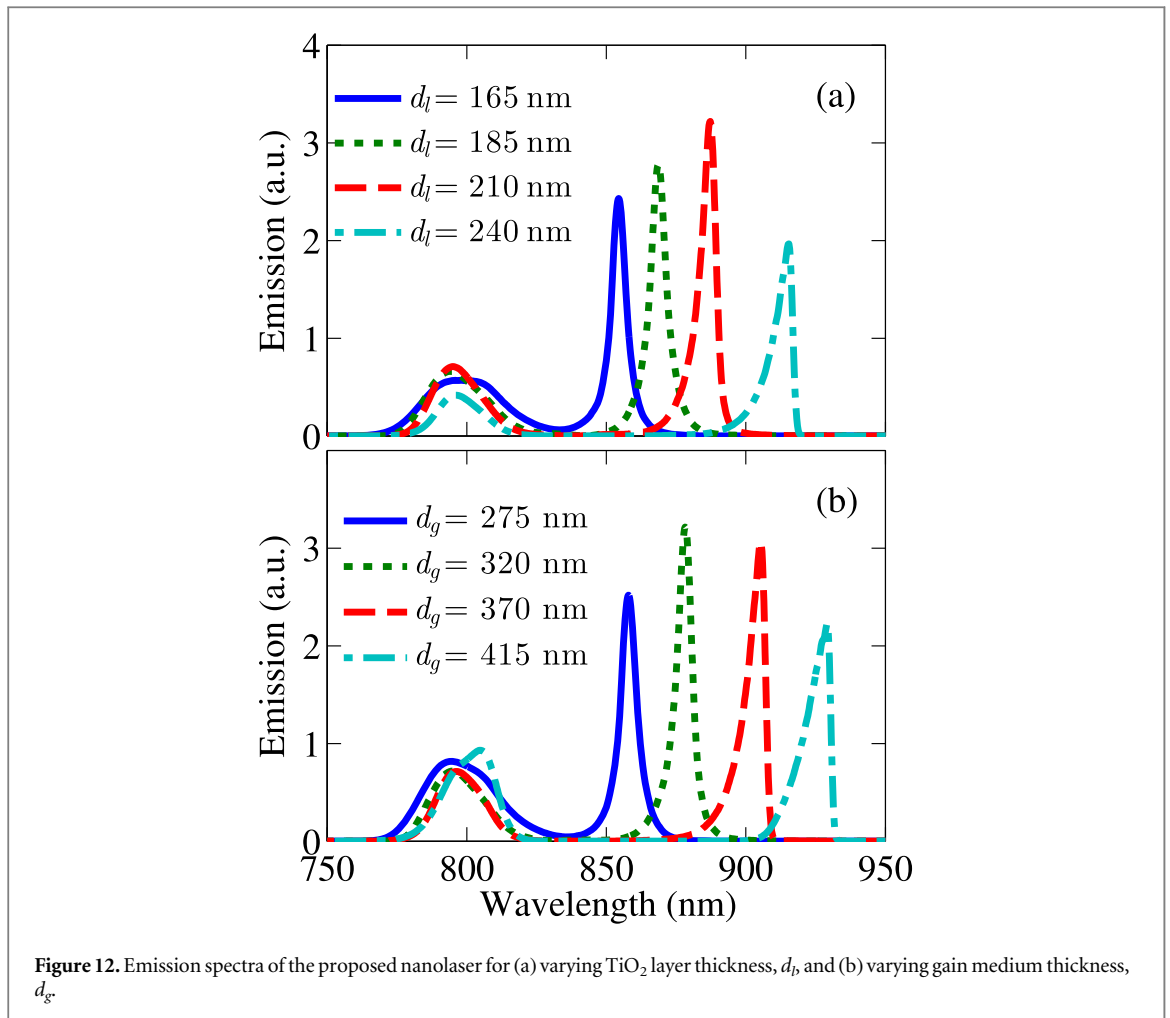 4
3
2
1
0
Emission (a.u.)
(a)
d_l = 165 nm
d_l = 185 nm
d_l = 210 nm
d_l = 240 nm
3
2
1
0
Emission (a.u.)
(b)
d_g = 275 nm
d_g = 320 nm
d_g = 370 nm
d_g = 415 nm
750 800 850 900 950
Wavelength (nm)
Figure 12. Emission spectra of the proposed nanolaser for (a) varying TiO₂ layer thickness, d_l, and (b) varying gain medium thickness,
d_g.